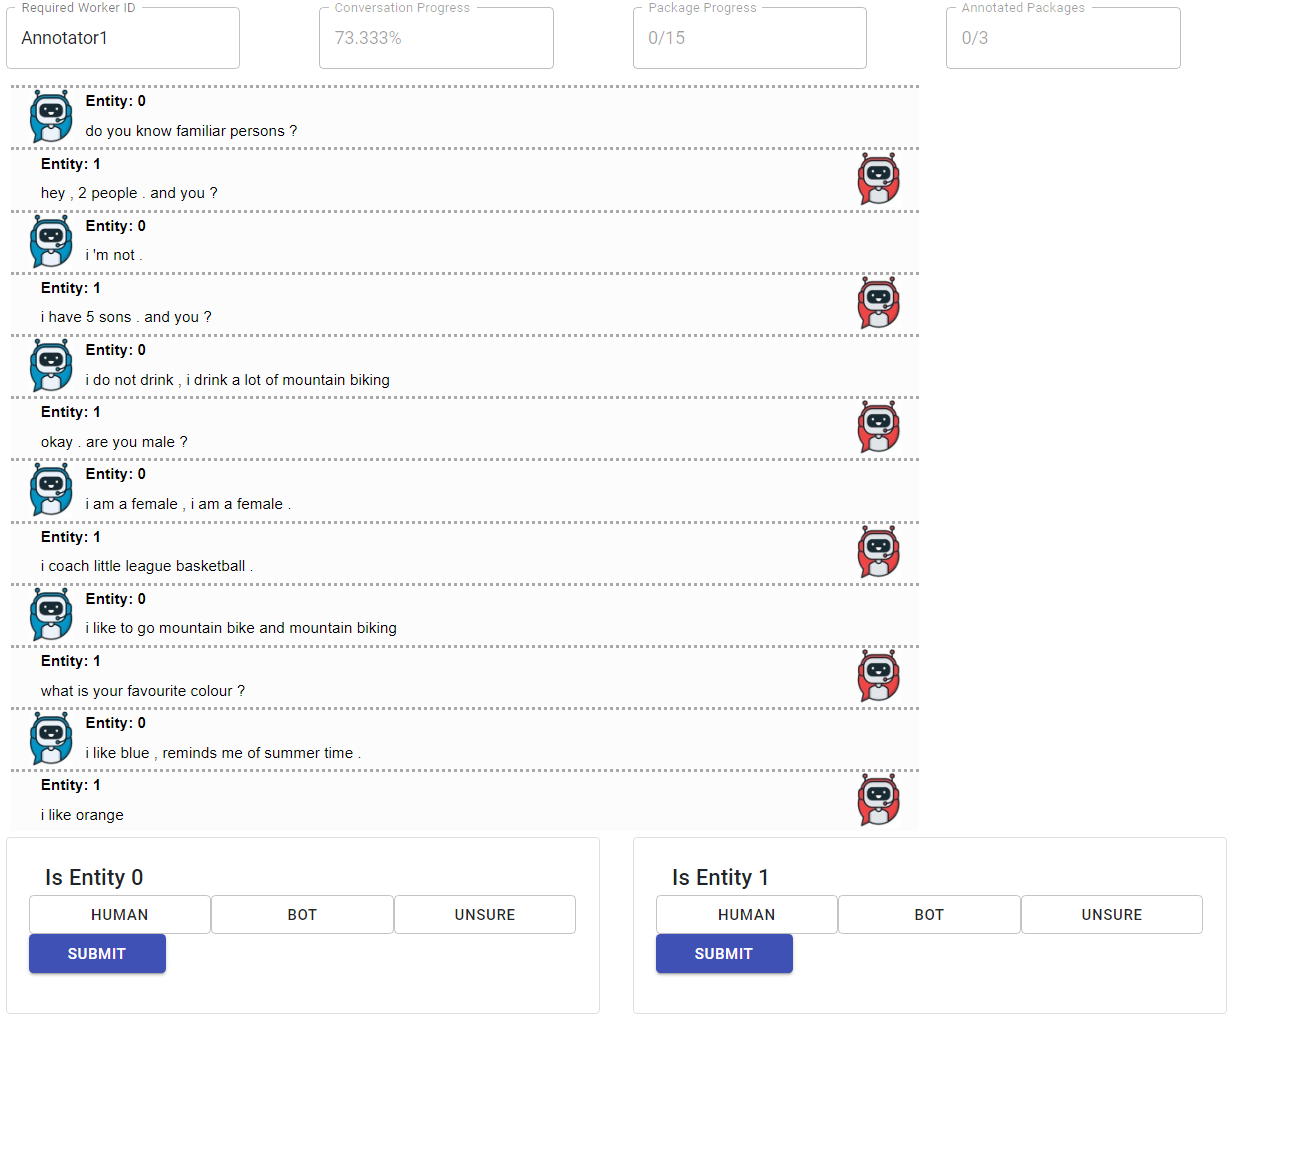 Required Worker ID
Annotator1
Conversation Progress
73.333%
Package Progress
0/15
Annotated Packages
0/3
Entity: 0
do you know familiar persons ?
Entity: 1
hey , 2 people . and you ?
Entity: 0
i 'm not .
Entity: 1
i have 5 sons . and you ?
Entity: 0
i do not drink , i drink a lot of mountain biking
Entity: 1
okay . are you male ?
Entity: 0
i am a female , i am a female .
Entity: 1
i coach little league basketball .
Entity: 0
i like to go mountain bike and mountain biking
Entity: 1
what is your favourite colour ?
Entity: 0
i like blue , reminds me of summer time .
Entity: 1
i like orange
Is Entity 0
HUMAN BOT UNSURE
SUBMIT
Is Entity 1
HUMAN BOT UNSURE
SUBMIT